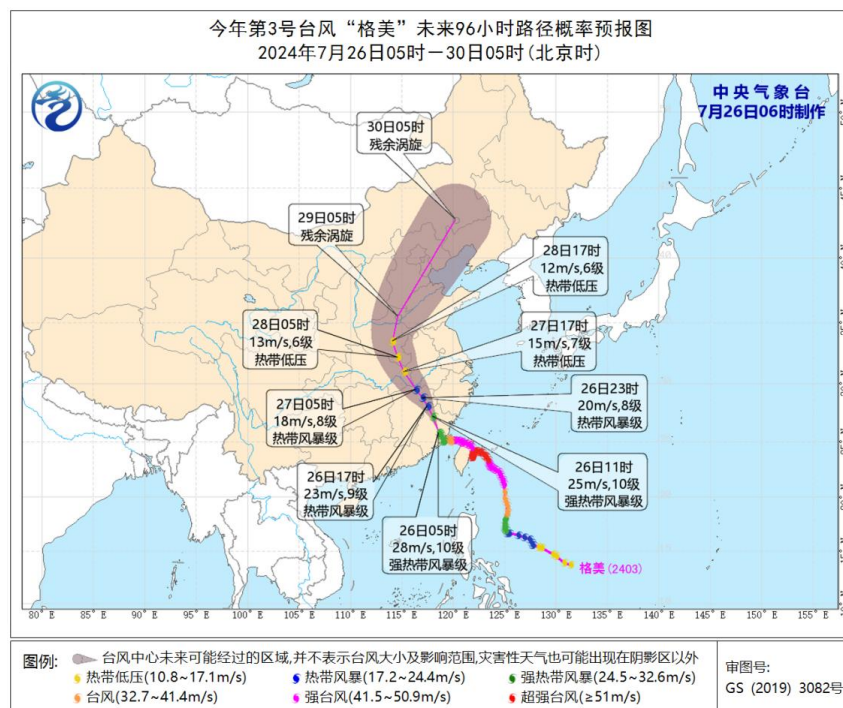 今年第3号台风“格美”未来96小时路径概率预报图
2024年7月26日05时—30日05时(北京时)
中央气象台
7月26日06时制作
30日05时
残余涡旋
29日05时
残余涡旋
28日17时
12m/s,6级
热带低压
28日05时
13m/s,6级
热带低压
27日17时
15m/s,7级
热带低压
27日05时
18m/s,8级
热带风暴级
26日23时
20m/s,8级
热带风暴级
26日17时
23m/s,9级
热带风暴级
26日11时
25m/s,10级
强热带风暴级
26日05时
28m/s,10级
强热带风暴级
格美(2403)
80° E
85° E
90° E
95° E
100° E
105° E
110° E
115° E
120° E
125° E
130° E
135° E
140° E
145° E
150° E
155° E
图例:
台风中心未来可能经过的区域,并不表示台风大小及影响范围,灾害性天气也可能出现在阴影区以外
热带低压(10.8~17.1m/s)
热带风暴(17.2~24.4m/s)
强热带风暴(24.5~32.6m/s)
台风(32.7~41.4m/s)
强台风(41.5~50.9m/s)
超强台风(≥51m/s)
审图号:
GS (2019) 3082号